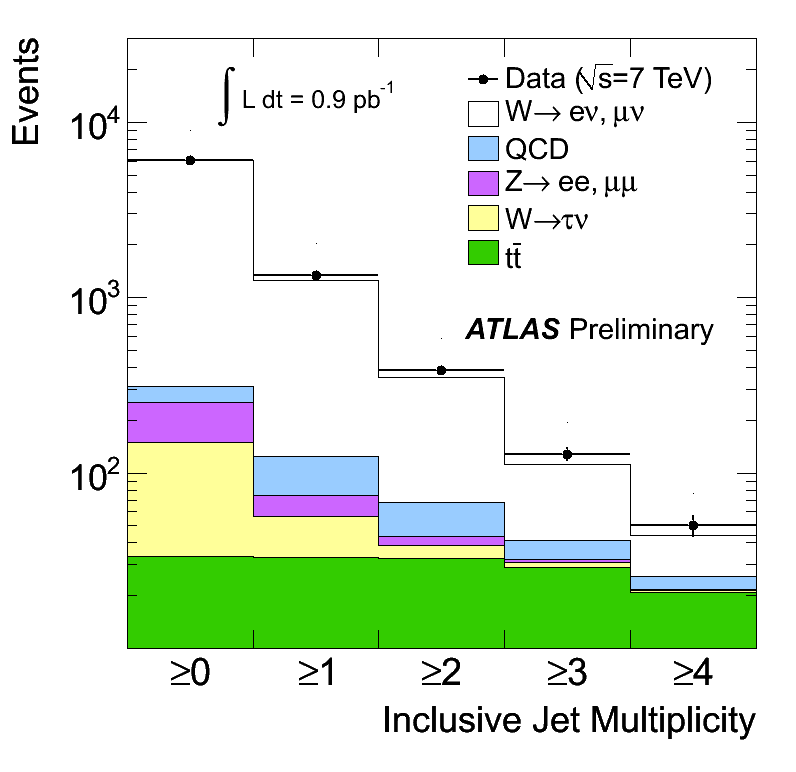 Events
∫ L dt = 0.9 pb⁻¹
Data (√s=7 TeV)
W→ eν, μν
QCD
Z→ ee, μμ
W→τν
tt̄
ATLAS Preliminary
10⁴
10³
10²
≥0 ≥1 ≥2 ≥3 ≥4
Inclusive Jet Multiplicity